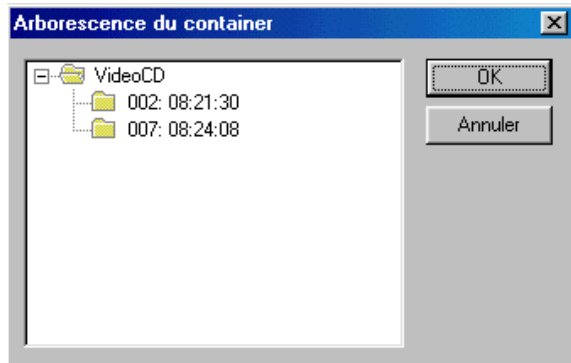 Arborescence du container
VideoCD
OK
002: 08:21:30
007: 08:24:08
Annuler